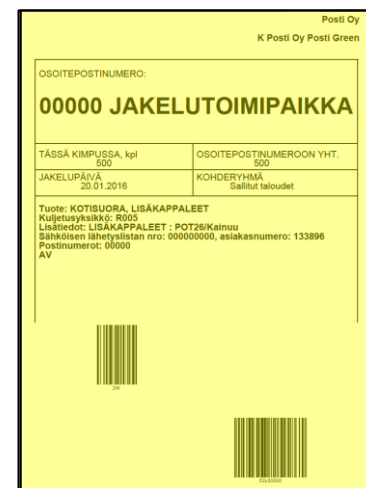 Posti Oy
K Posti Oy Posti Green
OSOITEPOSTINUMERO:
00000 JAKELUTOIMIPAIKKA
TÄSSÄ KIMPUSSA, kpl
500
OSOITEPOSTINUMEROON YHT.
500
JAKELUPÄIVÄ
20.01.2016
KOHDERYHMÄ
Sallitut taloudet
Tuote: KOTISUORA, LISÄKAPPALEET
Kuljetusyksikkö: R005
Lisätiedot: LISÄKAPPALEET : POT26/Kainuu
Sähköisen lähetyslistan nro: 000000000, asiakasnumero: 133896
Postinumerot: 00000
AV